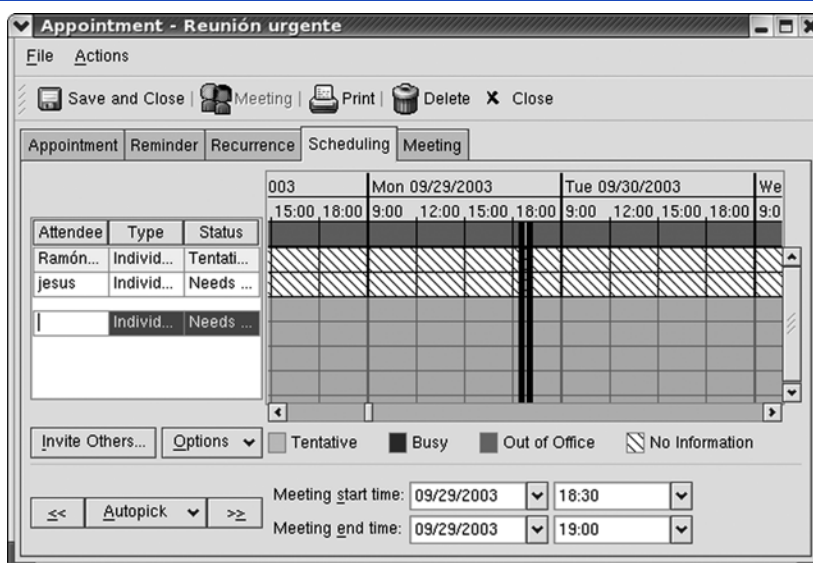 Appointment - Reunión urgente
File Actions
Save and Close Meeting Print Delete X Close
Appointment Reminder Recurrence Scheduling Meeting
003 Mon 09/29/2003 Tue 09/30/2003 We
15:00 18:00 9:00 12:00 15:00 18:00 9:00 12:00 15:00 18:00 9:0
Attendee Type Status
Ramón... Individ... Tentati...
jesus Individ... Needs ...
Individ... Needs ...
Invite Others... Options Tentative Busy Out of Office No Information
<< Autopick >>
Meeting start time: 09/29/2003 18:30
Meeting end time: 09/29/2003 19:00